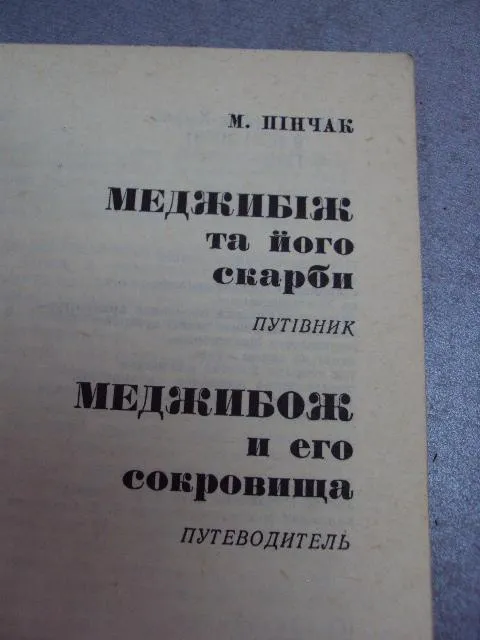 М. ПІНЧАК
МЕДЖИБІЖ
та його
скарби
ПУТІВНИК
МЕДЖИБОЖ
и его
сокровища
ПУТЕВОДИТЕЛЬ